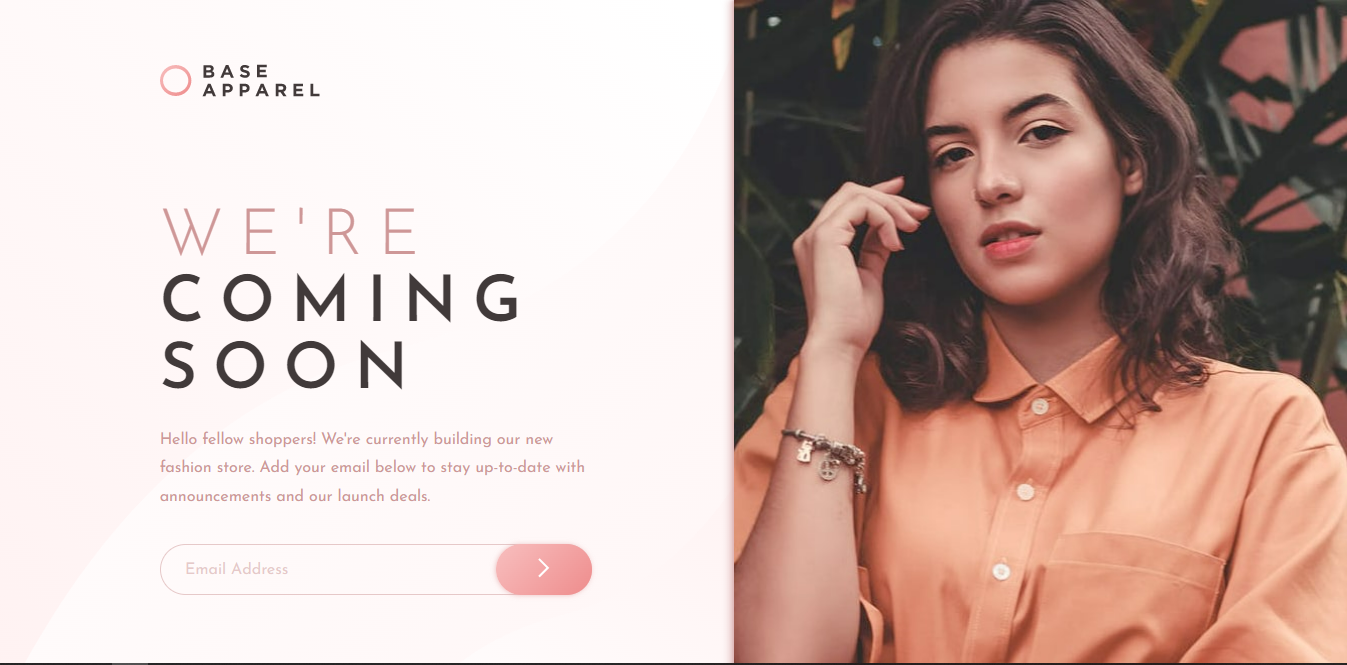 BASE
APPAREL
WE'RE
COMING
SOON
Hello fellow shoppers! We're currently building our new
fashion store. Add your email below to stay up-to-date with
announcements and our launch deals.
Email Address